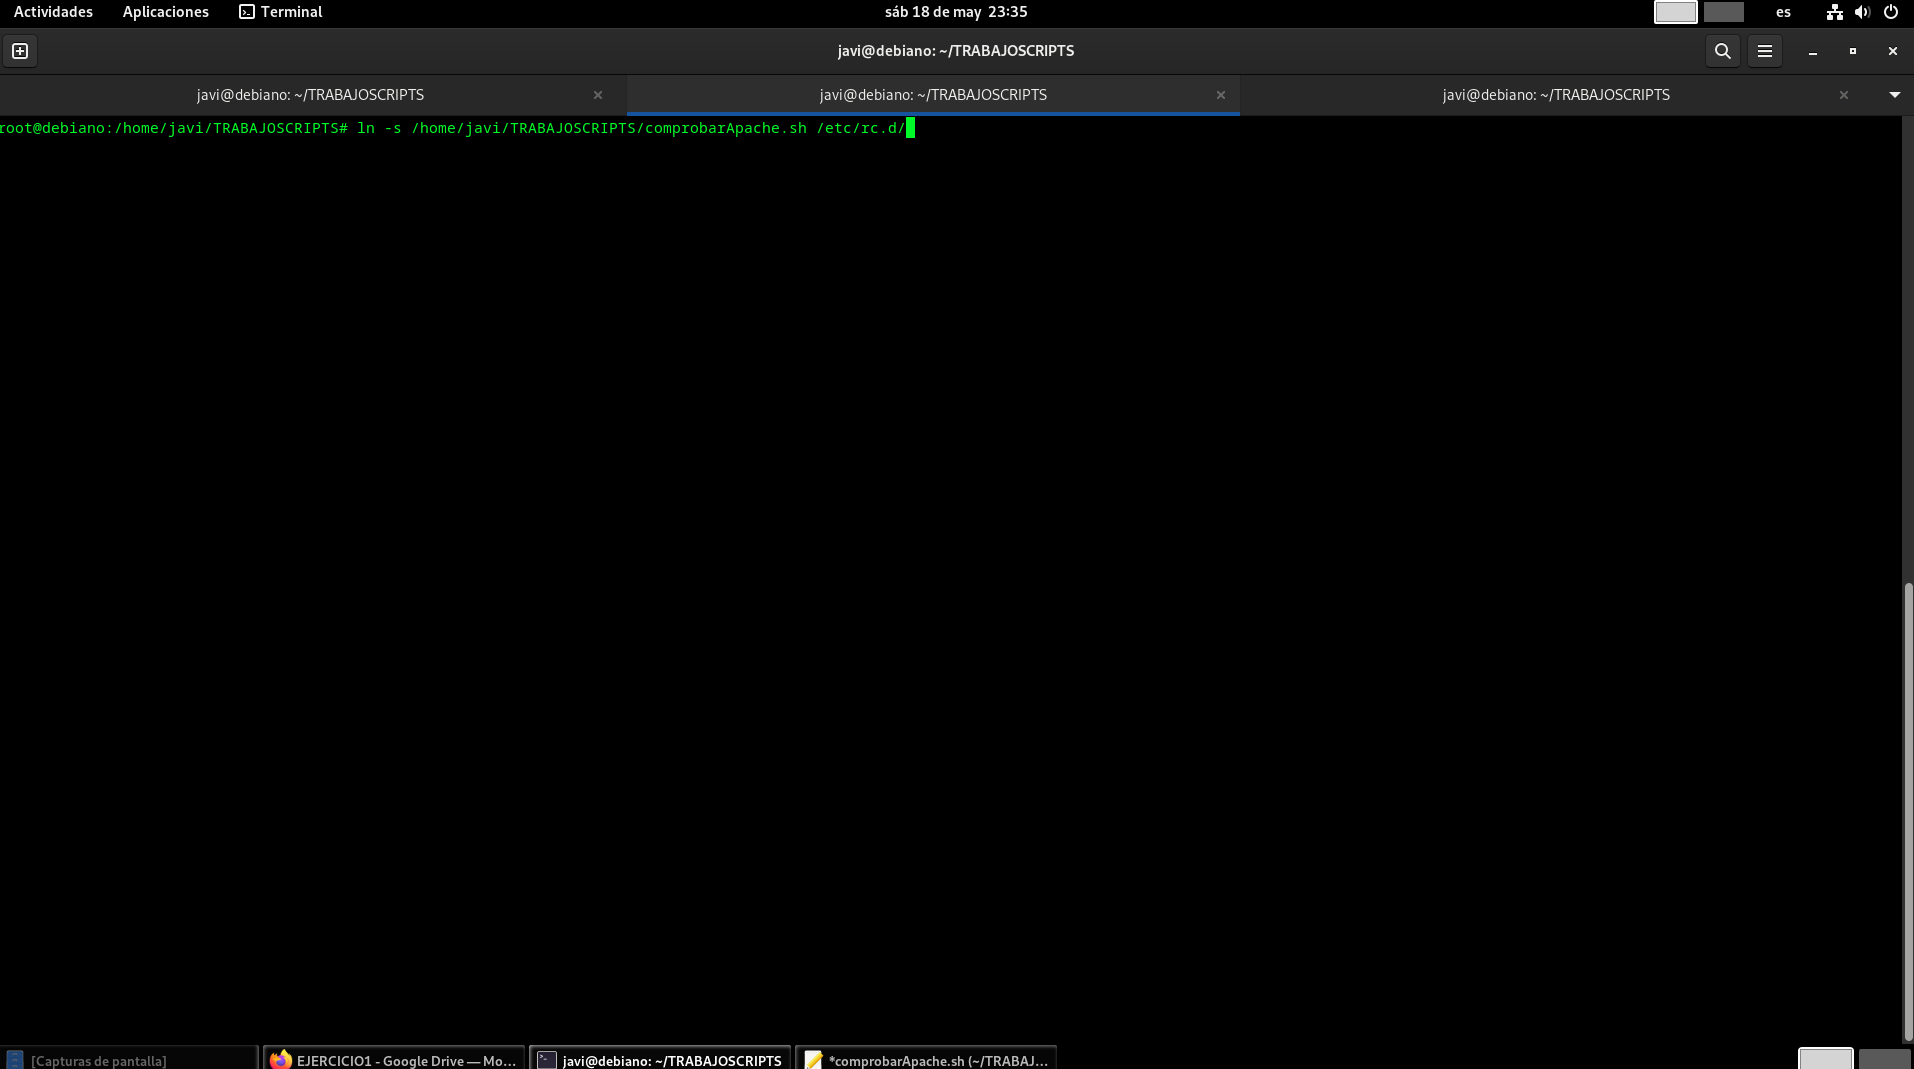 Actividades Aplicaciones Terminal sáb 18 de may 23:35 es
javi@debiano: ~/TRABAJOSCRIPTS
javi@debiano: ~/TRABAJOSCRIPTS javi@debiano: ~/TRABAJOSCRIPTS javi@debiano: ~/TRABAJOSCRIPTS
root@debiano:/home/javi/TRABAJOSCRIPTS# ln -s /home/javi/TRABAJOSCRIPTS/comprobarApache.sh /etc/rc.d/
[Capturas de pantalla] EJERCICIO1 - Google Drive — Mo... javi@debiano: ~/TRABAJOSCRIPTS *comprobarApache.sh (~/TRABAJ...